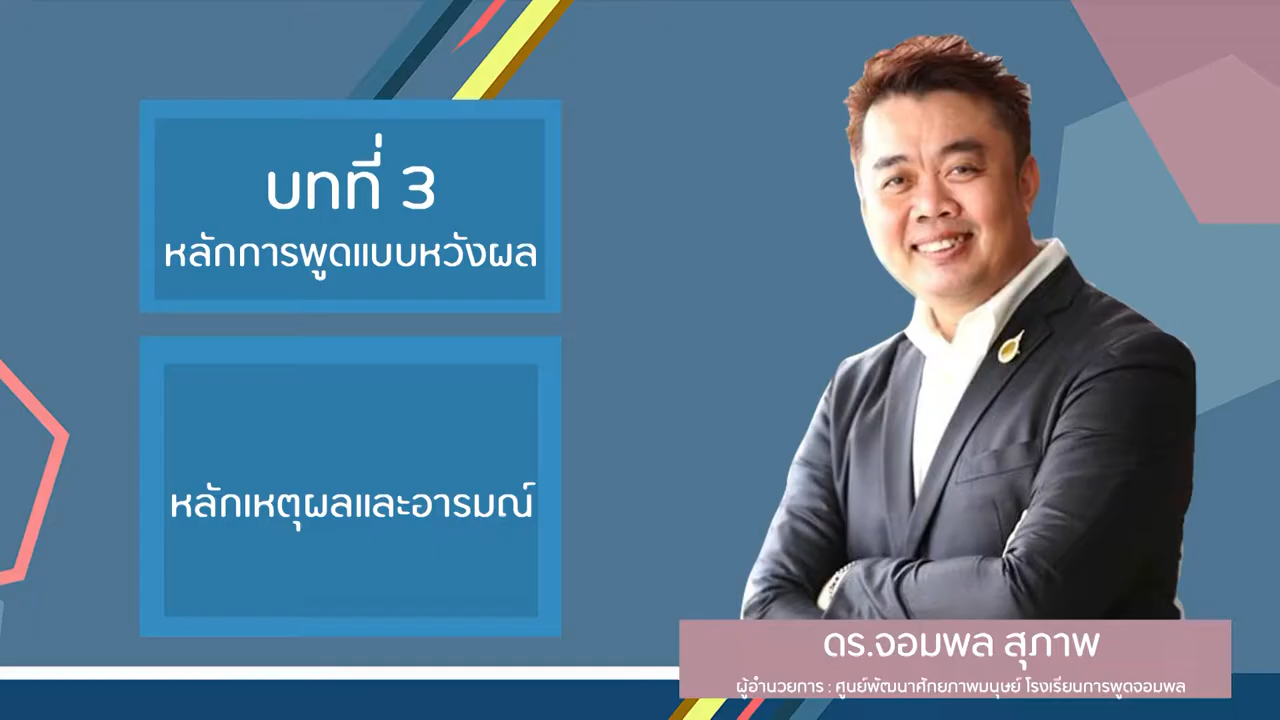 บทที่ 3
หลักการพูดแบบหวังผล
หลักเหตุผลและอารมณ์
ดร.จอมพล สุภาพ
ผู้อำนวยการ : ศูนย์พัฒนาศักยภาพมนุษย์ โรงเรียนการพูดจอมพล